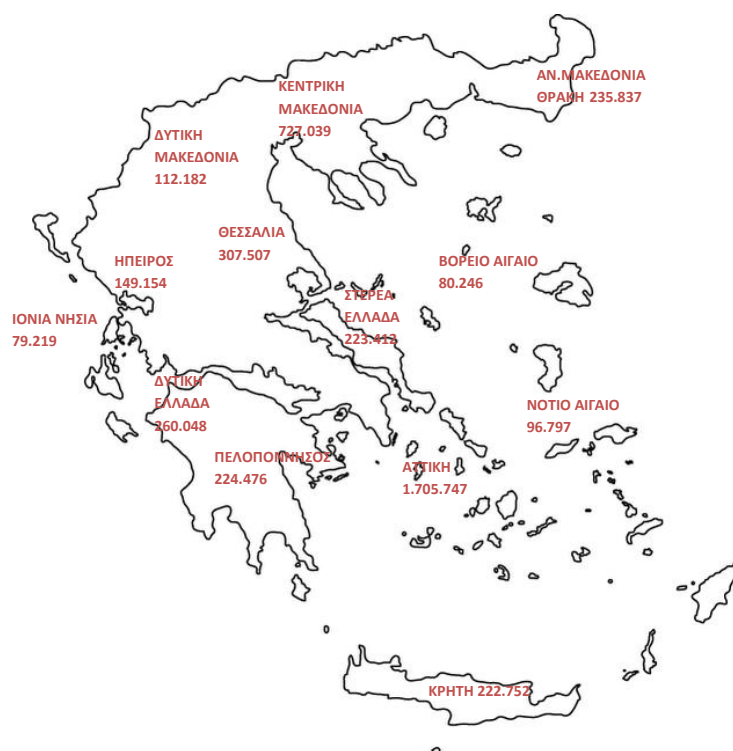 ΑΝ.ΜΑΚΕΔΟΝΙΑ
ΘΡΑΚΗ 235.837
ΚΕΝΤΡΙΚΗ
ΜΑΚΕΔΟΝΙΑ
727.039
ΔΥΤΙΚΗ
ΜΑΚΕΔΟΝΙΑ
112.182
ΘΕΣΣΑΛΙΑ
307.507
ΗΠΕΙΡΟΣ
149.154
ΒΟΡΕΙΟ ΑΙΓΑΙΟ
80.246
ΣΤΕΡΕΑ
ΕΛΛΑΔΑ
223.412
ΙΟΝΙΑ ΝΗΣΙΑ
79.219
ΔΥΤΙΚΗ
ΕΛΛΑΔΑ
260.048
ΝΟΤΙΟ ΑΙΓΑΙΟ
96.797
ΠΕΛΟΠΟΝΝΗΣΟΣ
224.476
ΑΤΤΙΚΗ
1.705.747
ΚΡΗΤΗ 222.752